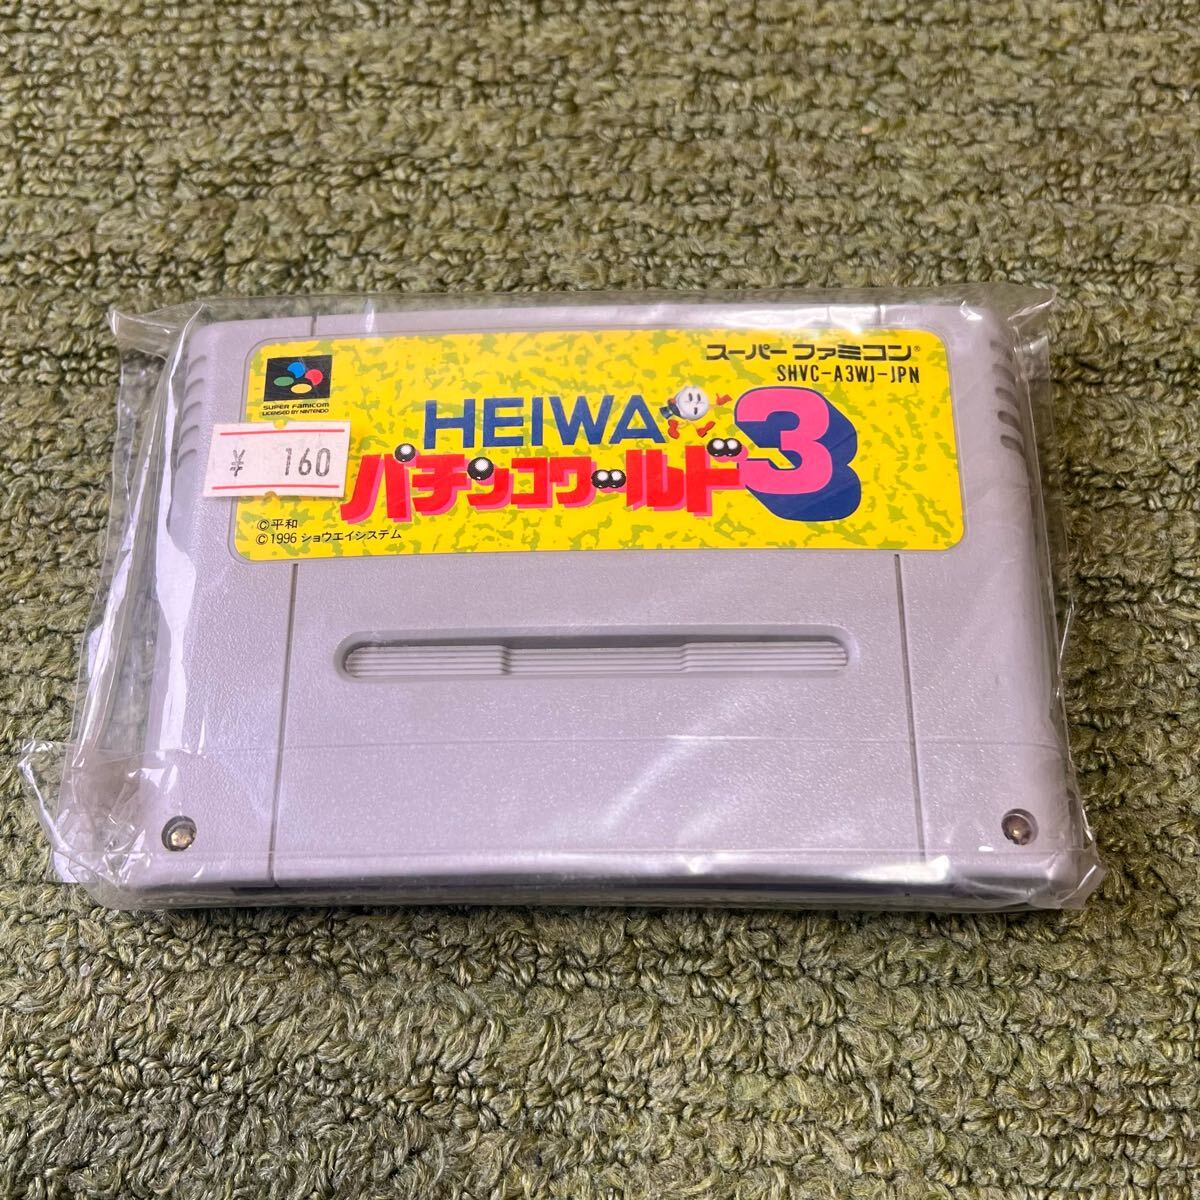 スーパーファミコン®
SHVC-A3WJ-JPN
SUPER FAMICOM
LICENSED BY NINTENDO
HEIWA
パチンコワールド3
¥ 160
©平和
©1996 ショウエイシステム